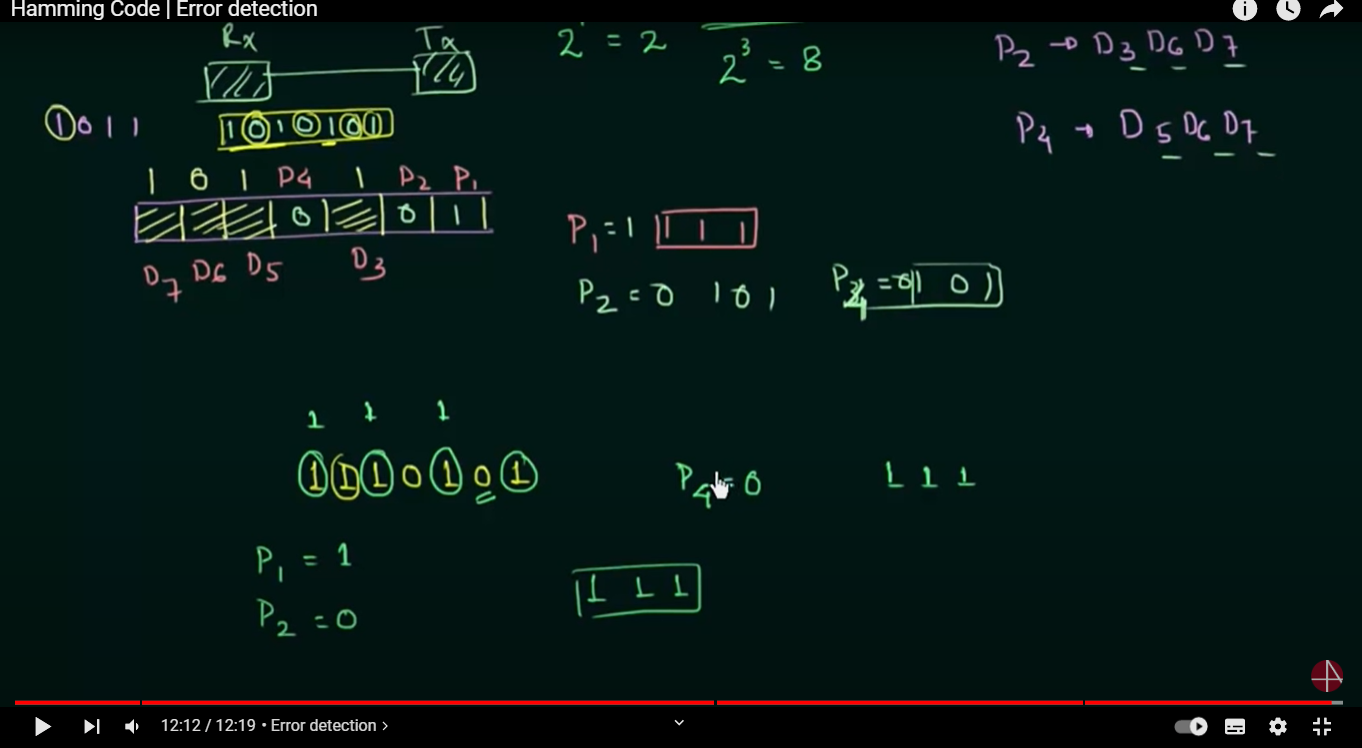 Hamming Code | Error detection
Rx Tx 2¹ = 2 2³ = 8 P2 → D3 D6 D7
1 0 1 1 1 0 1 0 1 0 1 P4 → D5 D6 D7
1 0 1 P4 1 P2 P1
0 0 1
D7 D6 D5 D3
P1 = 1 1 1 1
P2 = 0 1 0 1 P4 = 0 1 0 1
1 1 1
1 1 1 0 1 0 1 P4 = 0 1 1 1
P1 = 1
1 1 1
P2 = 0
12:12 / 12:19 • Error detection >